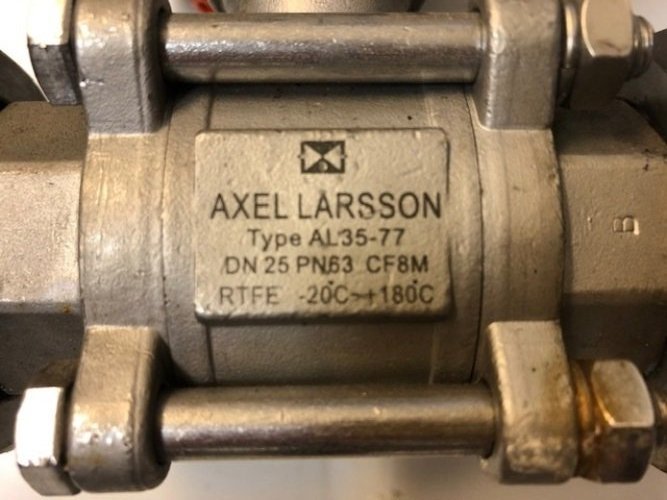 AXEL LARSSON
Type AL35-77
DN 25 PN63 CF8M
RTFE -20C~+180C
B